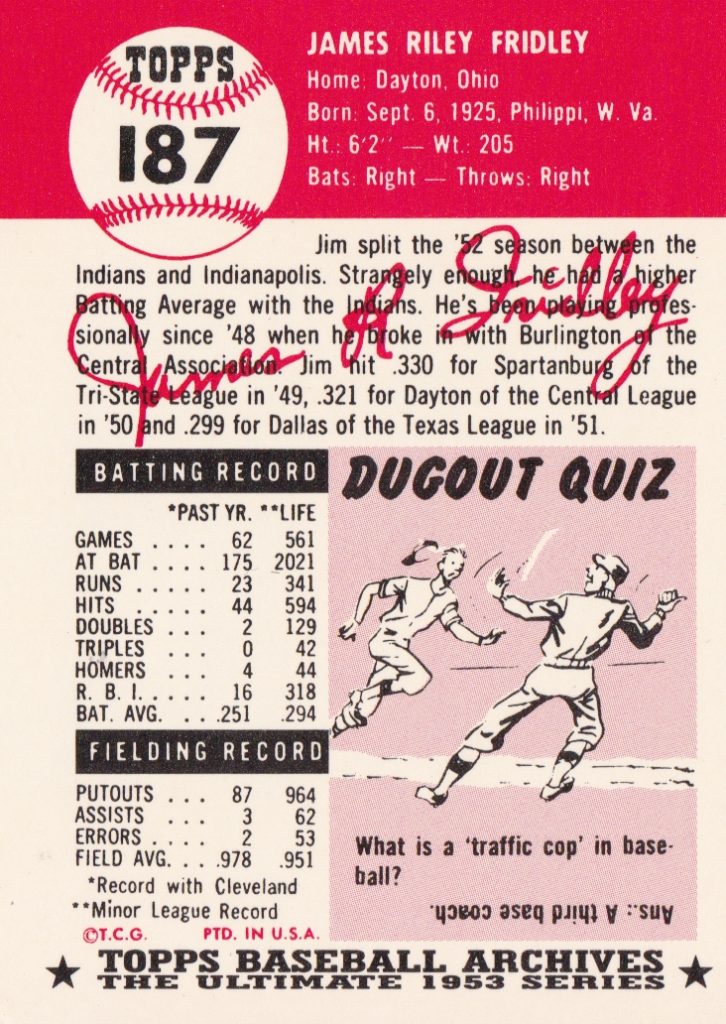 TOPPS
187
JAMES RILEY FRIDLEY
Home: Dayton, Ohio
Born: Sept. 6, 1925, Philippi, W. Va.
Ht.: 6'2" — Wt.: 205
Bats: Right — Throws: Right
Jim split the '52 season between the
Indians and Indianapolis. Strangely enough, he had a higher
Batting Average with the Indians. He's been playing profes-
sionally since '48 when he broke in with Burlington of the
Central Association. Jim hit .330 for Spartanburg of the
Tri-State League in '49, .321 for Dayton of the Central League
in '50 and .299 for Dallas of the Texas League in '51.
James R Fridley
BATTING RECORD
*PAST YR. **LIFE
GAMES .... 62 561
AT BAT .... 175 2021
RUNS ..... 23 341
HITS ..... 44 594
DOUBLES ... 2 129
TRIPLES ... 0 42
HOMERS ... 4 44
R. B. I. .... 16 318
BAT. AVG. ...251 .294
FIELDING RECORD
PUTOUTS ... 87 964
ASSISTS ... 3 62
ERRORS ... 2 53
FIELD AVG. .. .978 .951
*Record with Cleveland
**Minor League Record
©T.C.G. PTD. IN U.S.A.
DUGOUT QUIZ
What is a 'traffic cop' in base-
ball?
Ans.: A third base coach.
TOPPS BASEBALL ARCHIVES
THE ULTIMATE 1953 SERIES